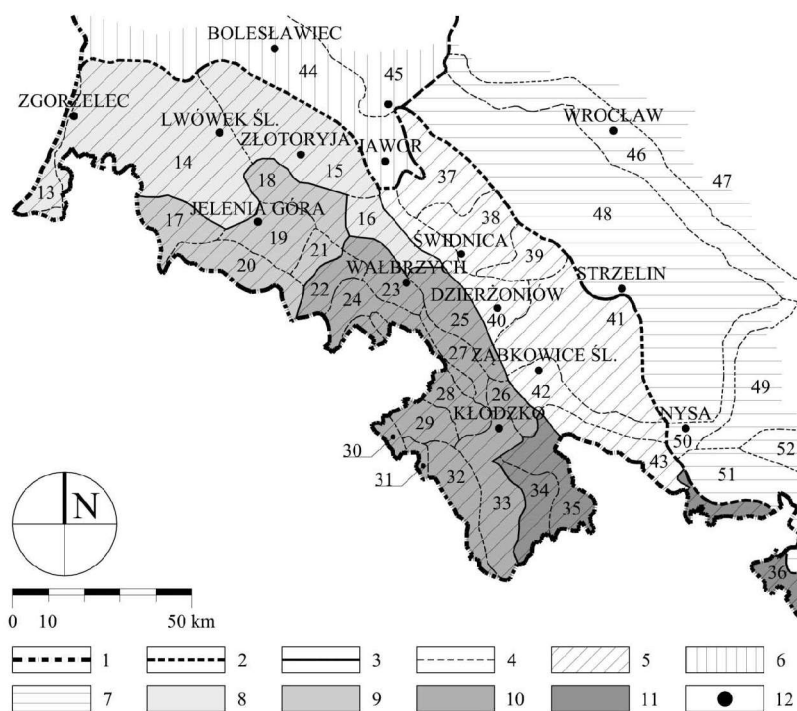 BOLESŁAWIEC
44
45
ZGORZELEC
WROCŁAW
LWÓWEK ŚL.
46
ZŁOTORYJA
JAWOR
14
15
37
47
13
18
17
JELENIA GÓRA
16
38
48
19
ŚWIDNICA
39
20
21
WAŁBRZYCH
STRZELIN
22
23
24
DZIERŻONIÓW
40
41
25
27
ZĄBKOWICE ŚL.
42
49
28
26
29
KŁODZKO
NYSA
30
50
52
31
32
43
51
33
34
35
36
N
0 10 50 km
1 2 3 4 5 6
7 8 9 10 11 12